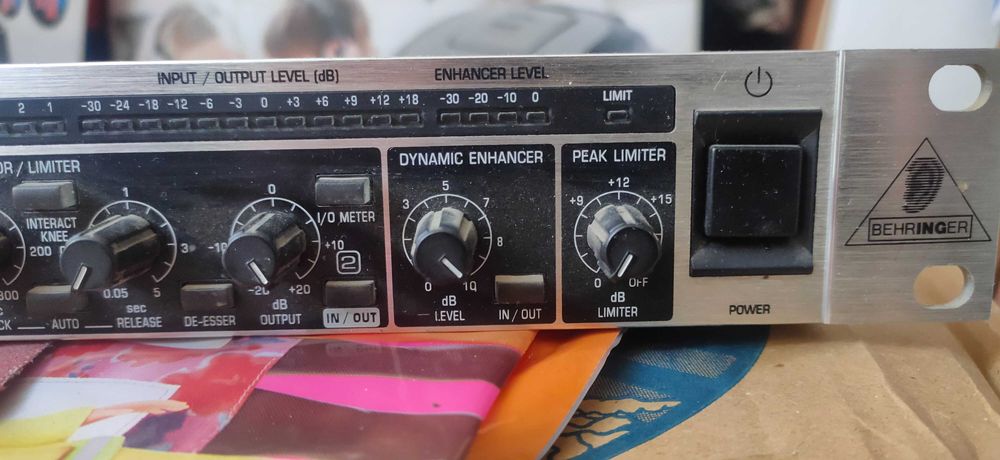 INPUT / OUTPUT LEVEL (dB)
ENHANCER LEVEL
2 1 -30 -24 -18 -12 -6 -3 0 +3 +6 +9 +12 +18
-30 -20 -10 0
LIMIT
OR / LIMITER
DYNAMIC ENHANCER
PEAK LIMITER
INTERACT
KNEE
1
3
0.05
5
sec
AUTO
RELEASE
DE-ESSER
0
+10
+20
dB
OUTPUT
I/O METER
2
IN / OUT
3
5
7
8
0
10
dB
LEVEL
IN / OUT
+9
+12
+15
0
OFF
dB
LIMITER
POWER
BEHRINGER